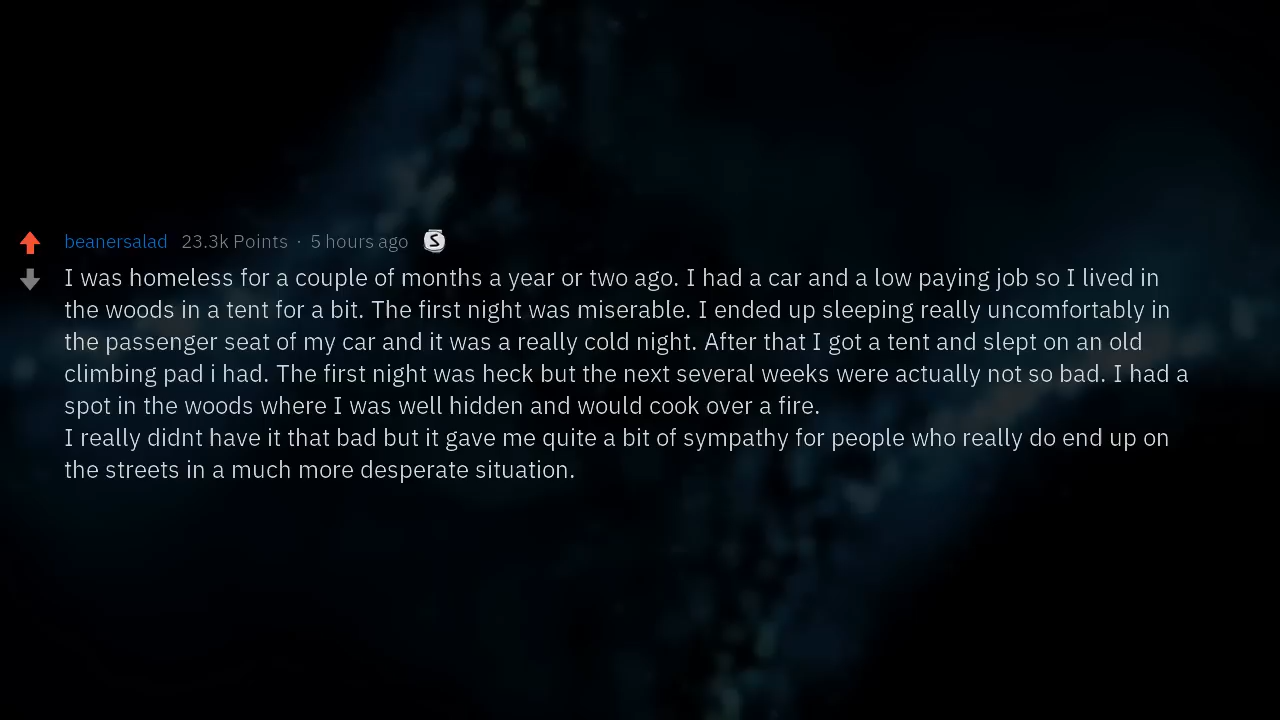 beanersalad 23.3k Points · 5 hours ago S
I was homeless for a couple of months a year or two ago. I had a car and a low paying job so I lived in
the woods in a tent for a bit. The first night was miserable. I ended up sleeping really uncomfortably in
the passenger seat of my car and it was a really cold night. After that I got a tent and slept on an old
climbing pad i had. The first night was heck but the next several weeks were actually not so bad. I had a
spot in the woods where I was well hidden and would cook over a fire.
I really didnt have it that bad but it gave me quite a bit of sympathy for people who really do end up on
the streets in a much more desperate situation.